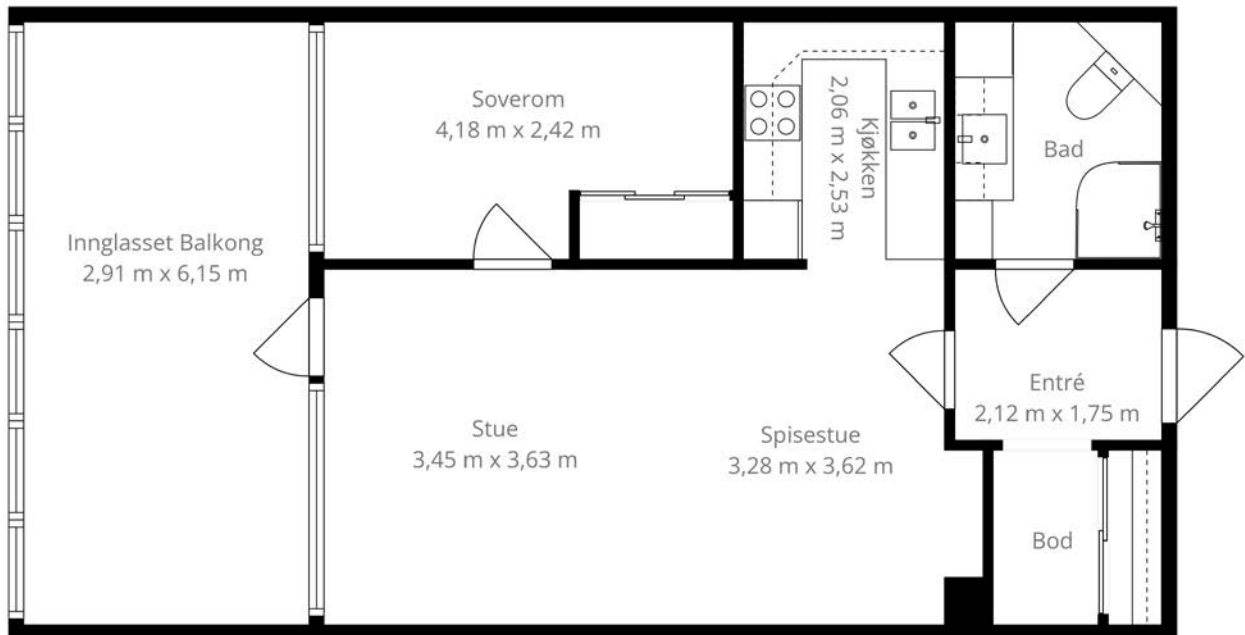 Soverom
4,18 m x 2,42 m
Kjøkken
2,06 m x 2,53 m
Bad
Innglasset Balkong
2,91 m x 6,15 m
Entré
2,12 m x 1,75 m
Stue
3,45 m x 3,63 m
Spisestue
3,28 m x 3,62 m
Bod